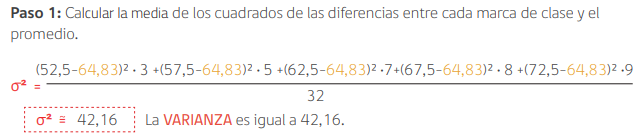 Paso 1: Calcular la media de los cuadrados de las diferencias entre cada marca de clase y el
promedio.
σ² = (52,5-64,83)² · 3 +(57,5-64,83)² · 5 +(62,5-64,83)² ·7+(67,5-64,83)² · 8 +(72,5-64,83)² ·9
32
σ² ≅ 42,16 La VARIANZA es igual a 42,16.